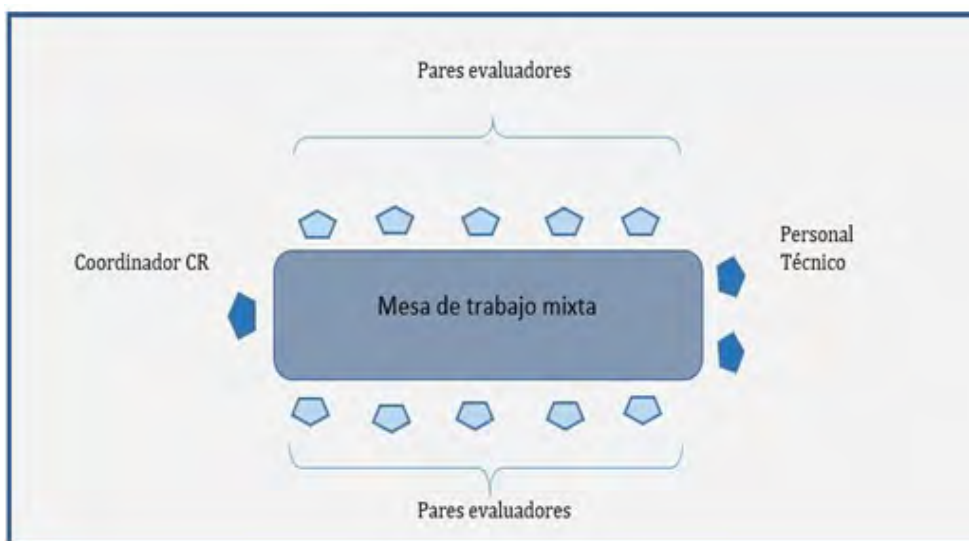 Pares evaluadores
Coordinador CR
Personal
Técnico
Mesa de trabajo mixta
Pares evaluadores